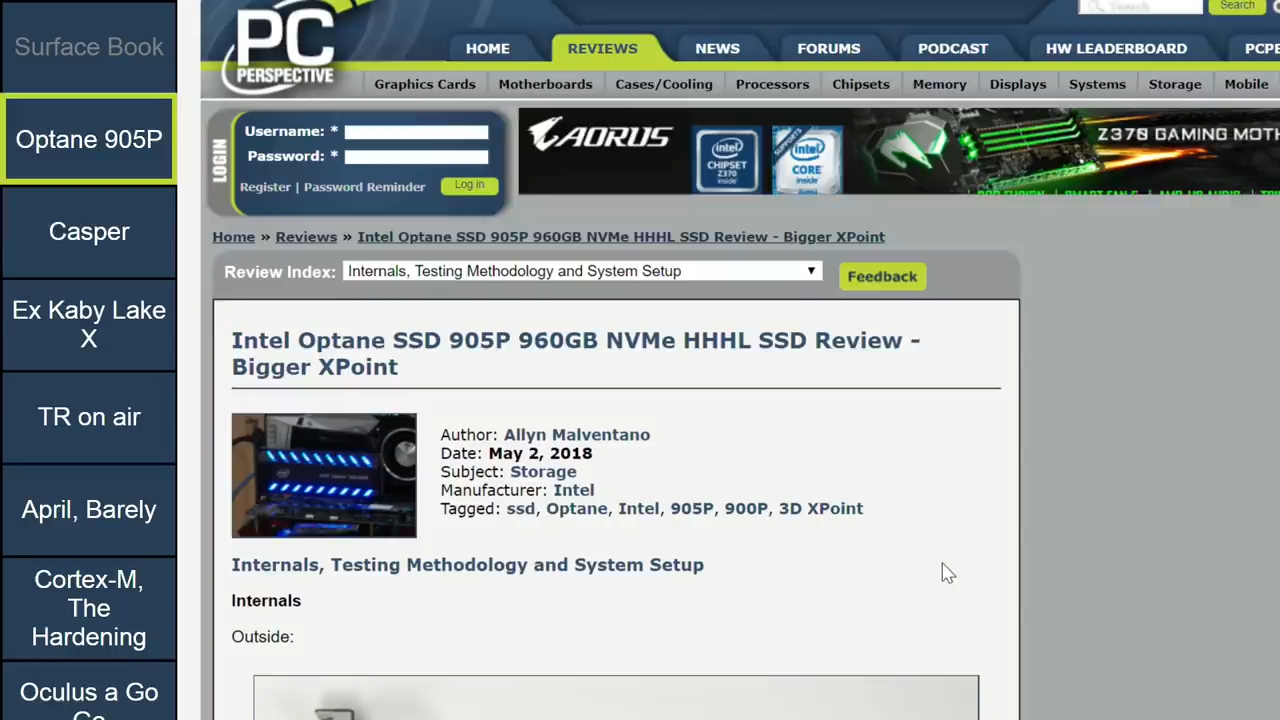 Surface Book
Optane 905P
Casper
Ex Kaby Lake
X
TR on air
April, Barely
Cortex-M,
The
Hardening
Oculus a Go
PC
PERSPECTIVE
Search
Search
HOME
REVIEWS
NEWS
FORUMS
PODCAST
HW LEADERBOARD
PCPE
Graphics Cards
Motherboards
Cases/Cooling
Processors
Chipsets
Memory
Displays
Systems
Storage
Mobile
LOGIN
Username: *
Password: *
Register | Password Reminder
Log in
AORUS
intel
CHIPSET
Z370
inside
SUPPORTS
intel
CORE
inside
Z370 GAMING MOTH
Home » Reviews » Intel Optane SSD 905P 960GB NVMe HHHL SSD Review - Bigger XPoint
Review Index:
Internals, Testing Methodology and System Setup
Feedback
Intel Optane SSD 905P 960GB NVMe HHHL SSD Review -
Bigger XPoint
Author: Allyn Malventano
Date: May 2, 2018
Subject: Storage
Manufacturer: Intel
Tagged: ssd, Optane, Intel, 905P, 900P, 3D XPoint
Internals, Testing Methodology and System Setup
Internals
Outside: